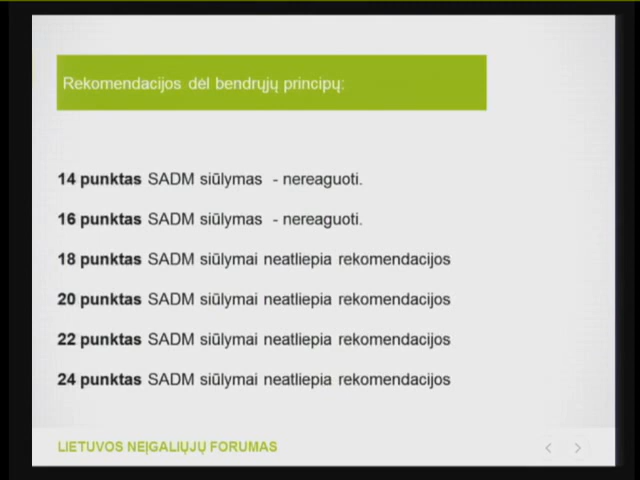 Rekomendacijos dėl bendrųjų principų:
14 punktas SADM siūlymas - nereaguoti.
16 punktas SADM siūlymas - nereaguoti.
18 punktas SADM siūlymai neatliepia rekomendacijos
20 punktas SADM siūlymai neatliepia rekomendacijos
22 punktas SADM siūlymai neatliepia rekomendacijos
24 punktas SADM siūlymai neatliepia rekomendacijos
LIETUVOS NEĮGALIŲJŲ FORUMAS